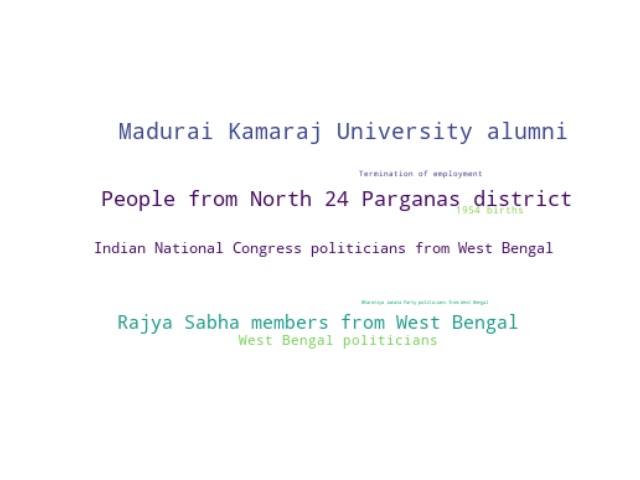 Madurai Kamaraj University alumni
Termination of employment
People from North 24 Parganas district
1954 births
Indian National Congress politicians from West Bengal
Bharatiya Janata Party politicians from West Bengal
Rajya Sabha members from West Bengal
West Bengal politicians